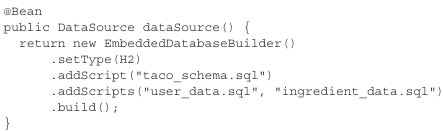 @Bean
public DataSource dataSource() {
  return new EmbeddedDatabaseBuilder()
      .setType(H2)
      .addScript("taco_schema.sql")
      .addScripts("user_data.sql", "ingredient_data.sql")
      .build();
}